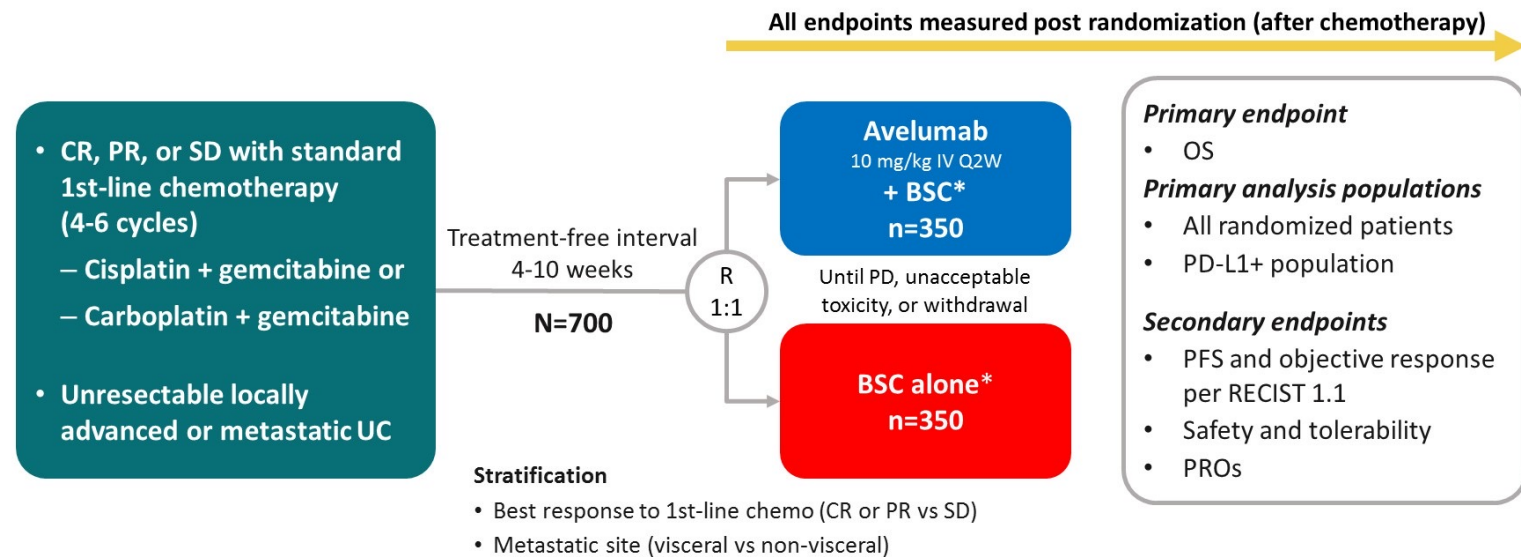 All endpoints measured post randomization (after chemotherapy)
• CR, PR, or SD with standard
1st-line chemotherapy
(4-6 cycles)
– Cisplatin + gemcitabine or
– Carboplatin + gemcitabine
• Unresectable locally
advanced or metastatic UC
Treatment-free interval
4-10 weeks
N=700
R
1:1
Avelumab
10 mg/kg IV Q2W
+ BSC*
n=350
Until PD, unacceptable
toxicity, or withdrawal
BSC alone*
n=350
Stratification
• Best response to 1st-line chemo (CR or PR vs SD)
• Metastatic site (visceral vs non-visceral)
Primary endpoint
• OS
Primary analysis populations
• All randomized patients
• PD-L1+ population
Secondary endpoints
• PFS and objective response
per RECIST 1.1
• Safety and tolerability
• PROs